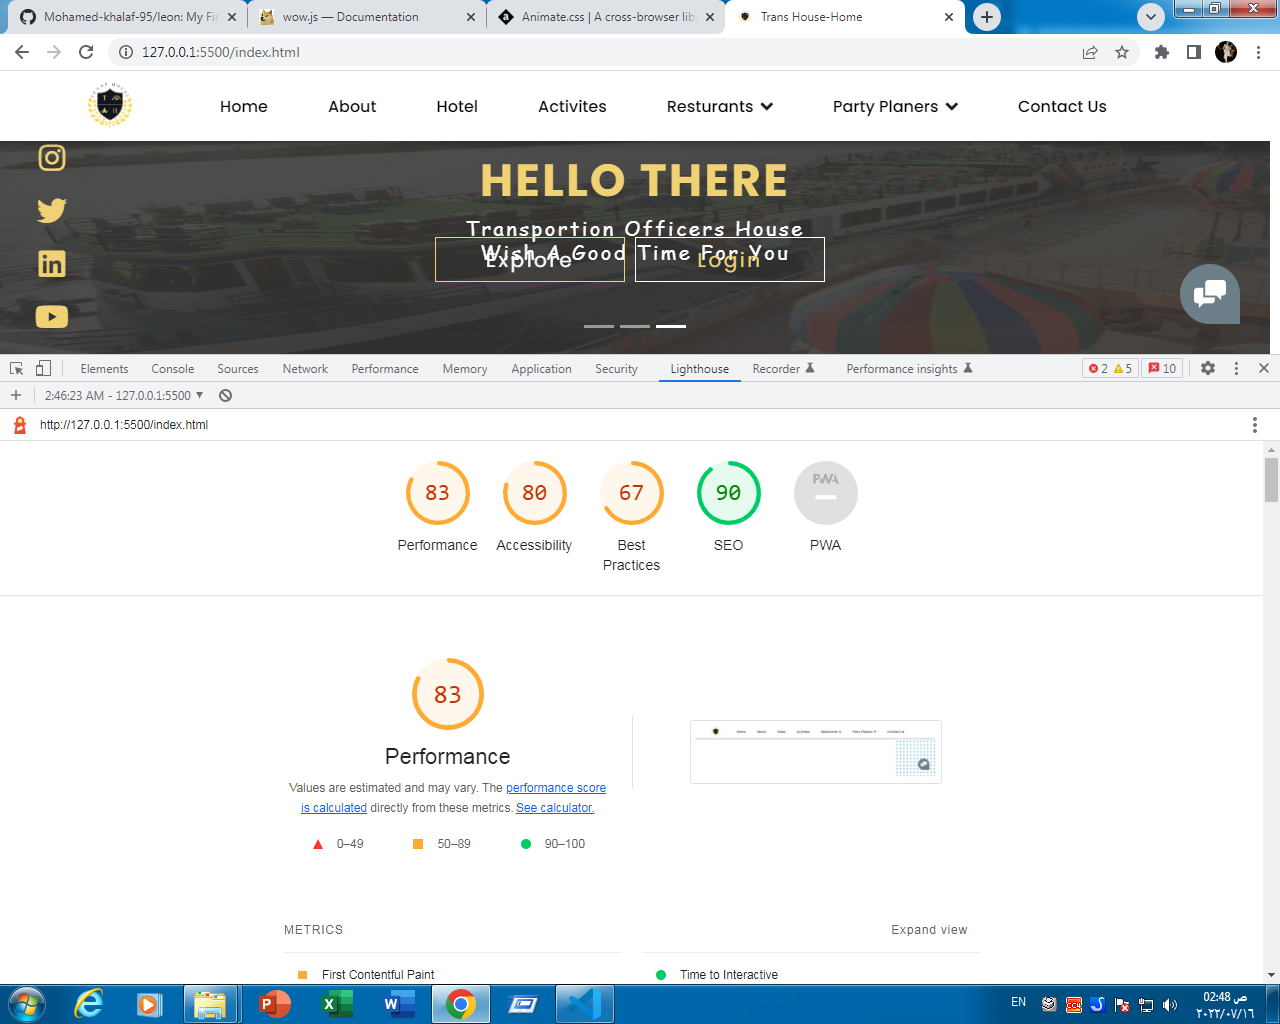 Mohamed-khalaf-95/leon: My Fir
wow.js — Documentation
Animate.css | A cross-browser lib
Trans House-Home
127.0.0.1:5500/index.html
Home
About
Hotel
Activites
Resturants
Party Planers
Contact Us
HELLO THERE
Transportion Officers House
Wish A Good Time For You
Explore
Login
Elements
Console
Sources
Network
Performance
Memory
Application
Security
Lighthouse
Recorder
Performance insights
2
5
10
2:46:23 AM - 127.0.0.1:5500
http://127.0.0.1:5500/index.html
83
80
67
90
PWA
Performance
Accessibility
Best
Practices
SEO
PWA
83
Performance
Values are estimated and may vary. The performance score
is calculated directly from these metrics. See calculator.
0–49
50–89
90–100
METRICS
Expand view
First Contentful Paint
Time to Interactive
EN
02:48 ص
٢٠٢٢/٠٧/١٦